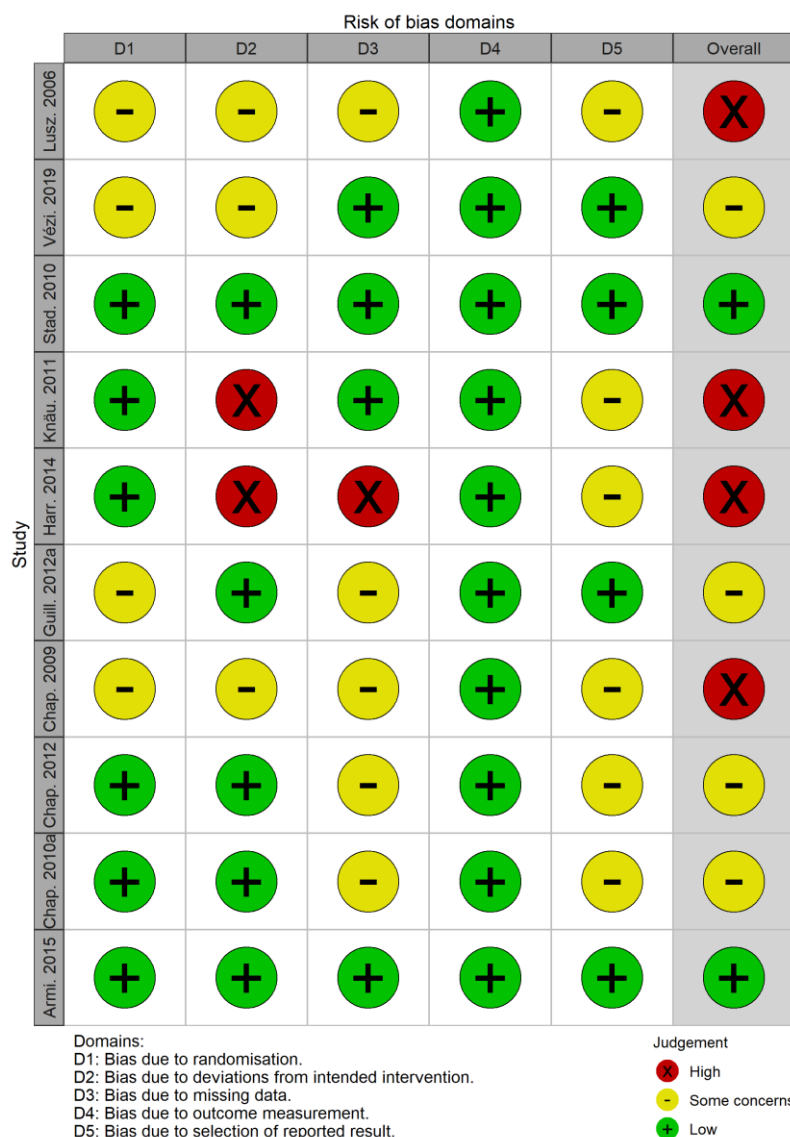 Risk of bias domains
D1 D2 D3 D4 D5 Overall
Study
Lusz. 2006 - - - + - X
Vézi. 2019 - - + + + -
Stad. 2010 + + + + + +
Knäu. 2011 + X + + - X
Harr. 2014 + X X + - X
Guill. 2012a - + - + + -
Chap. 2009 - - - + - X
Chap. 2012 + + - + - -
Chap. 2010a + + - + - -
Armi. 2015 + + + + + +
Domains:
D1: Bias due to randomisation.
D2: Bias due to deviations from intended intervention.
D3: Bias due to missing data.
D4: Bias due to outcome measurement.
D5: Bias due to selection of reported result.
Judgement
X High
- Some concerns
+ Low